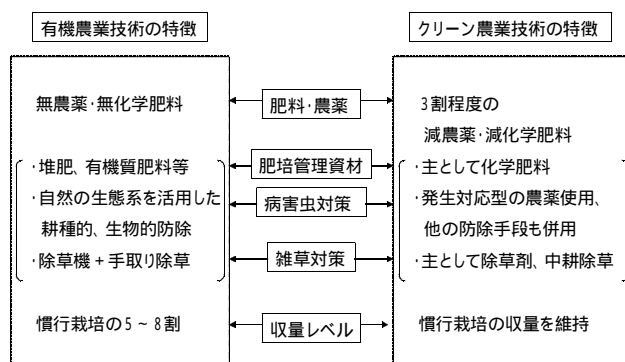 有機農業技術の特徴
クリーン農業技術の特徴
無農薬・無化学肥料
肥料・農薬
3割程度の
減農薬・減化学肥料
・堆肥、有機質肥料等
肥培管理資材
・主として化学肥料
・自然の生態系を活用した
耕種的、生物的防除
病害虫対策
・発生対応型の農薬使用、
他の防除手段も併用
・除草機+手取り除草
雑草対策
・主として除草剤、中耕除草
慣行栽培の5~8割
収量レベル
慣行栽培の収量を維持